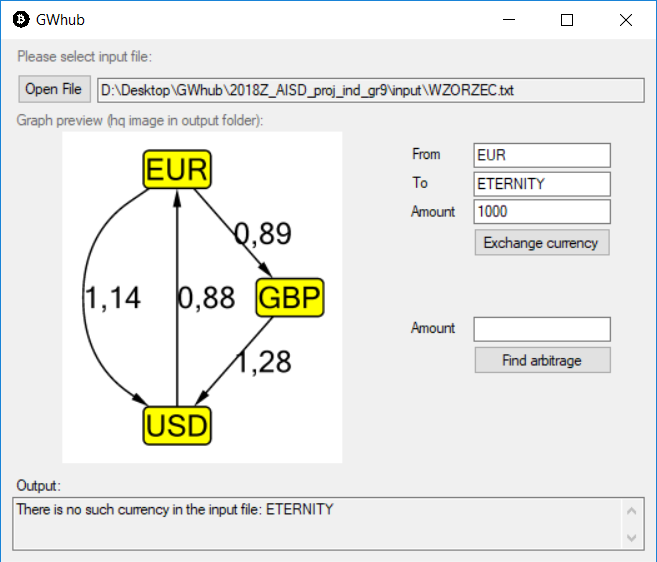 GWhub
Please select input file:
Open File
D:\Desktop\GWhub\2018Z_AISD_proj_ind_gr9\input\WZORZEC.txt
Graph preview (hq image in output folder):
EUR
0,89
1,14
0,88
GBP
1,28
USD
From
EUR
To
ETERNITY
Amount
1000
Exchange currency
Amount
Find arbitrage
Output:
There is no such currency in the input file: ETERNITY